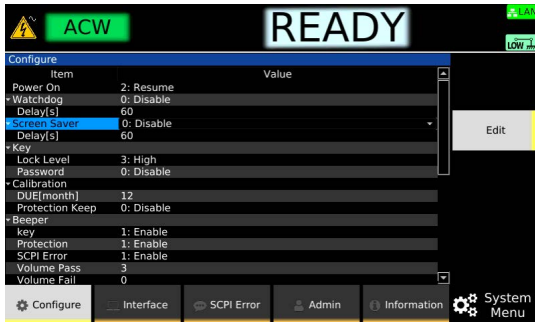 ACW
READY
LAN
LOW
Configure
Item Value
Power On 2: Resume
Watchdog 0: Disable
Delay[s] 60
Screen Saver 0: Disable
Delay[s] 60
Key
Lock Level 3: High
Password 0: Disable
Calibration
DUE[month] 12
Protection Keep 0: Disable
Beeper
key 1: Enable
Protection 1: Enable
SCPI Error 1: Enable
Volume Pass 3
Volume Fail 0
Edit
Configure Interface SCPI Error Admin Information System Menu